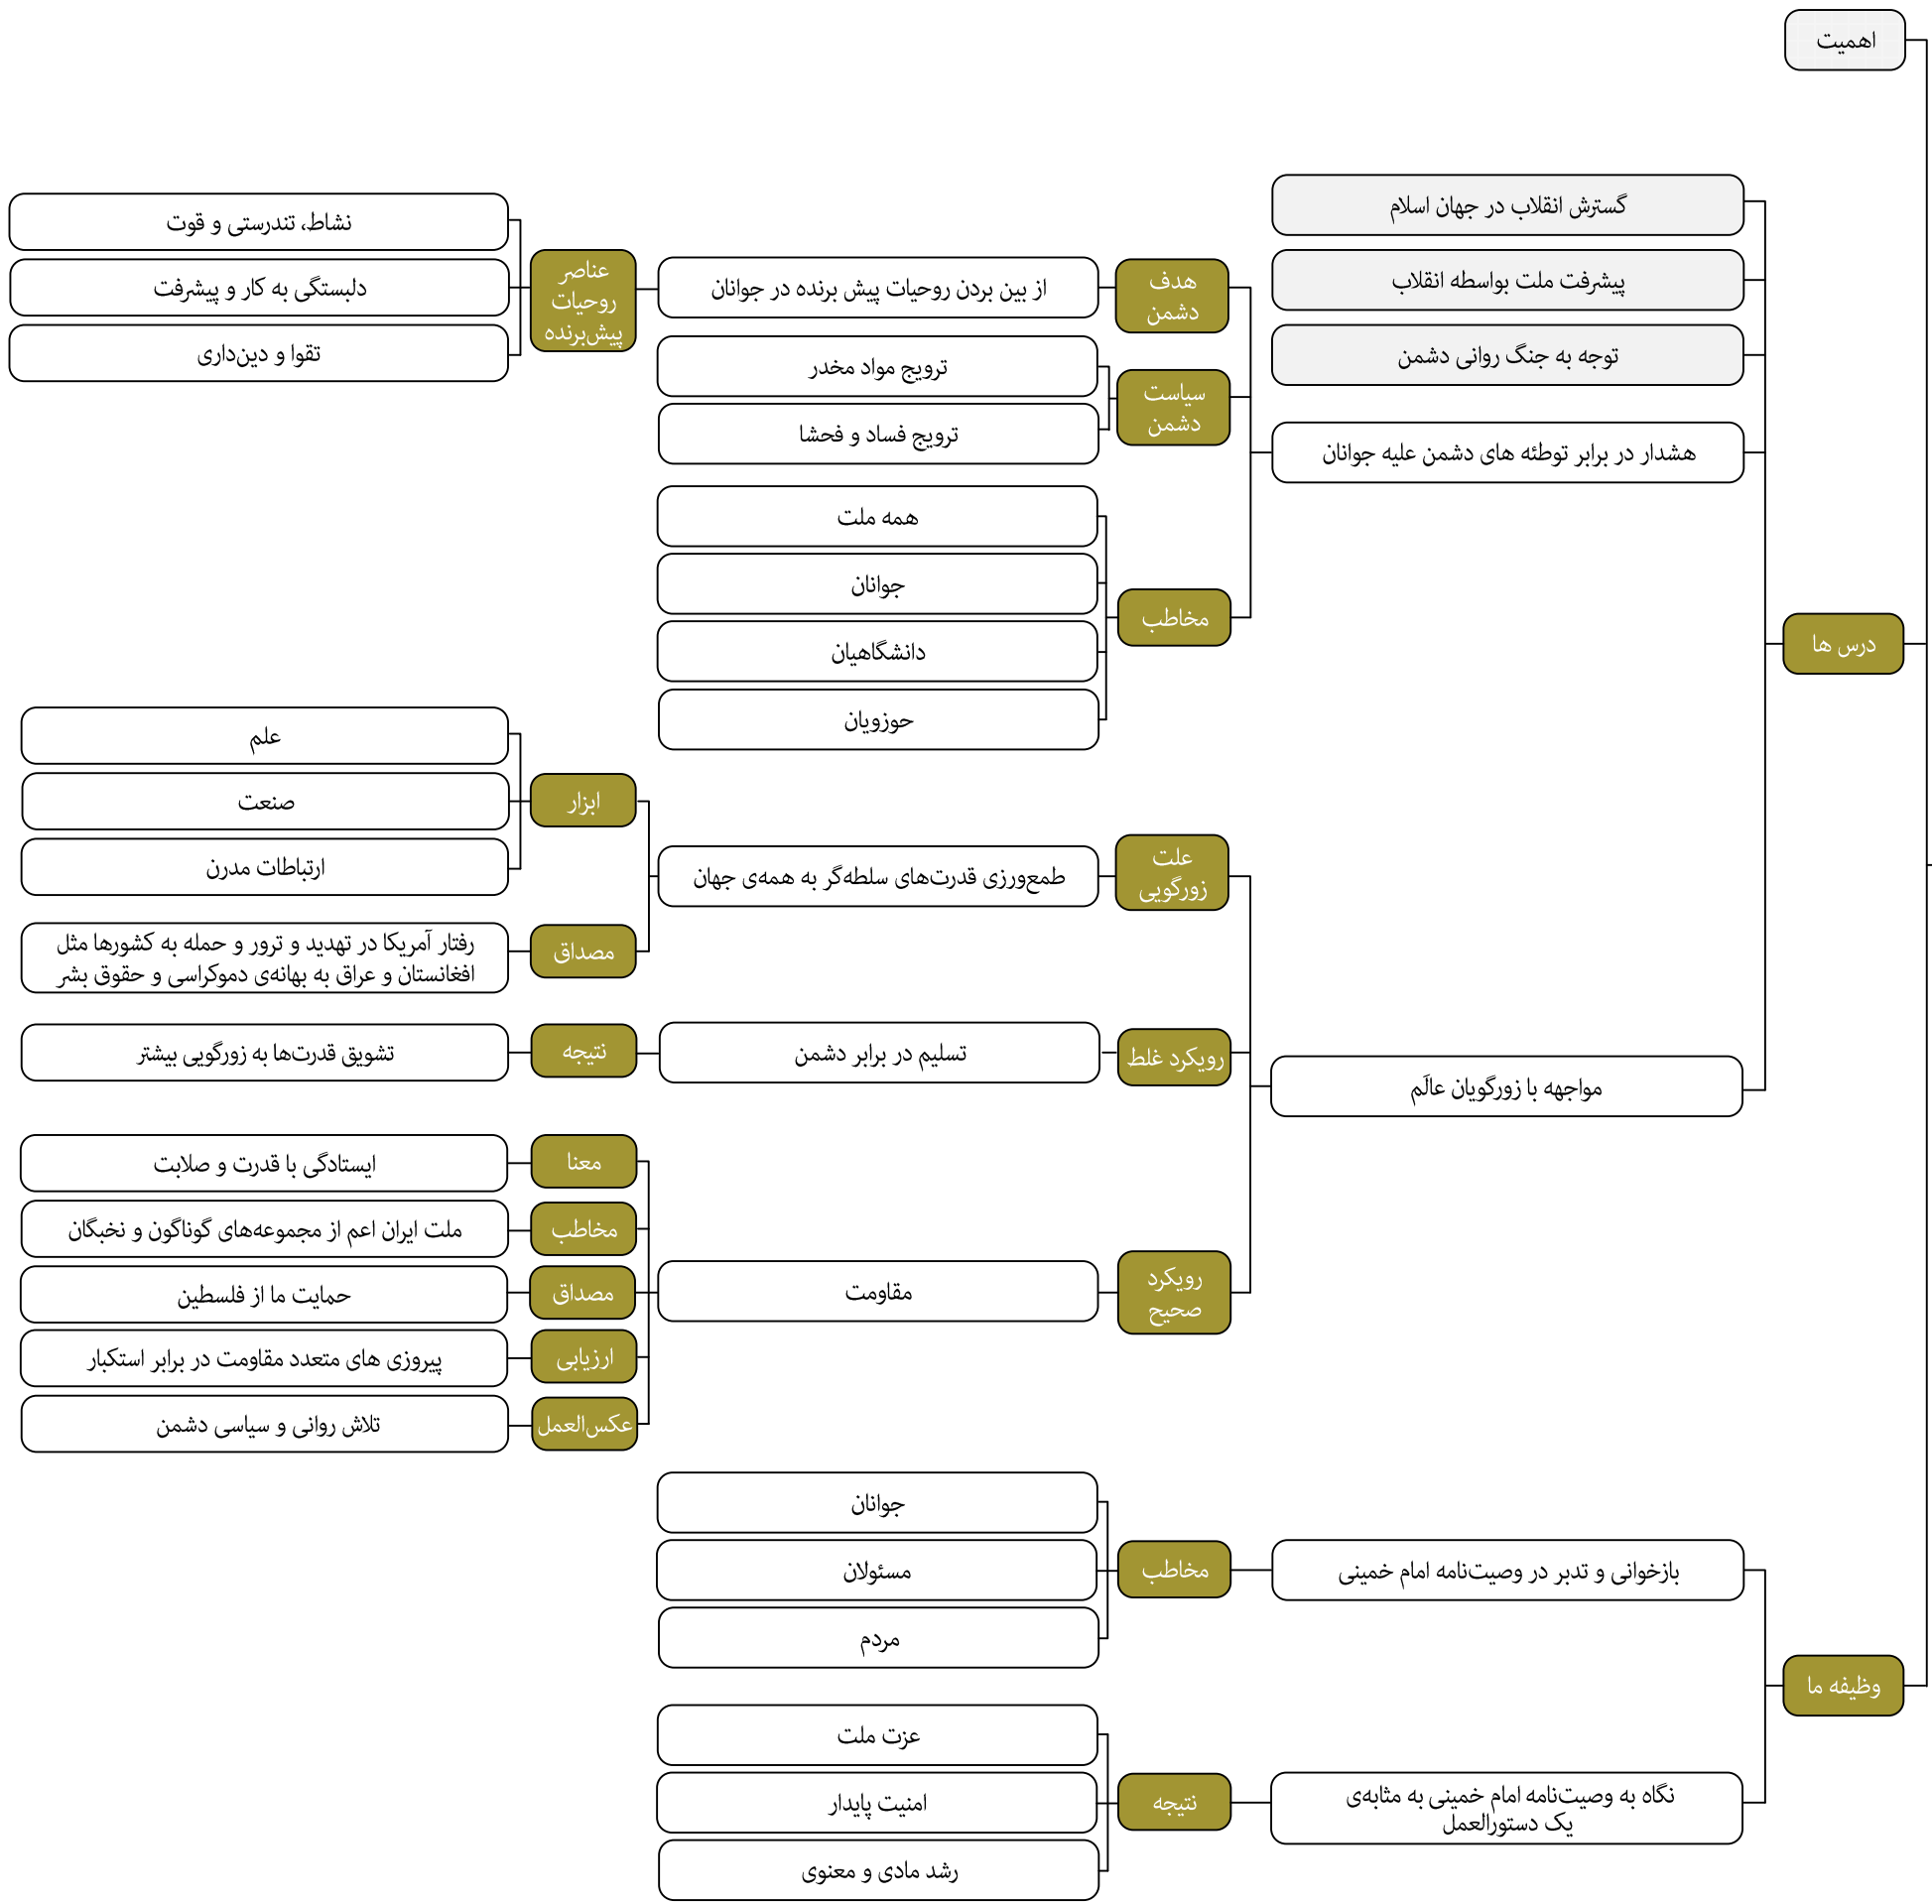 اهمیت
درس ها
گسترش انقلاب در جهان اسلام
پیشرفت ملت بواسطه انقلاب
توجه به جنگ روانی دشمن
هشدار در برابر توطئه های دشمن علیه جوانان
هدف
دشمن
از بین بردن روحیات پیش برنده در جوانان
عناصر
روحیات
پیش‌برنده
نشاط، تندرستی و قوت
دلبستگی به کار و پیشرفت
تقوا و دین‌داری
سیاست
دشمن
ترویج مواد مخدر
ترویج فساد و فحشا
مخاطب
همه ملت
جوانان
دانشگاهیان
حوزویان
مواجهه با زورگویان عالَم
علت
زورگویی
طمع‌ورزی قدرت‌های سلطه‌گر به همه‌ی جهان
ابزار
علم
صنعت
ارتباطات مدرن
مصداق
رفتار آمریکا در تهدید و ترور و حمله به کشورها مثل
افغانستان و عراق به بهانه‌ی دموکراسی و حقوق بشر
رویکرد غلط
تسلیم در برابر دشمن
نتیجه
تشویق قدرت‌ها به زورگویی بیشتر
رویکرد
صحیح
مقاومت
معنا
ایستادگی با قدرت و صلابت
مخاطب
ملت ایران اعم از مجموعه‌های گوناگون و نخبگان
مصداق
حمایت ما از فلسطین
ارزیابی
پیروزی های متعدد مقاومت در برابر استکبار
عکس‌العمل
تلاش روانی و سیاسی دشمن
وظیفه ما
بازخوانی و تدبر در وصیت‌نامه امام خمینی
مخاطب
جوانان
مسئولان
مردم
نگاه به وصیت‌نامه امام خمینی به مثابه‌ی
یک دستورالعمل
نتیجه
عزت ملت
امنیت پایدار
رشد مادی و معنوی